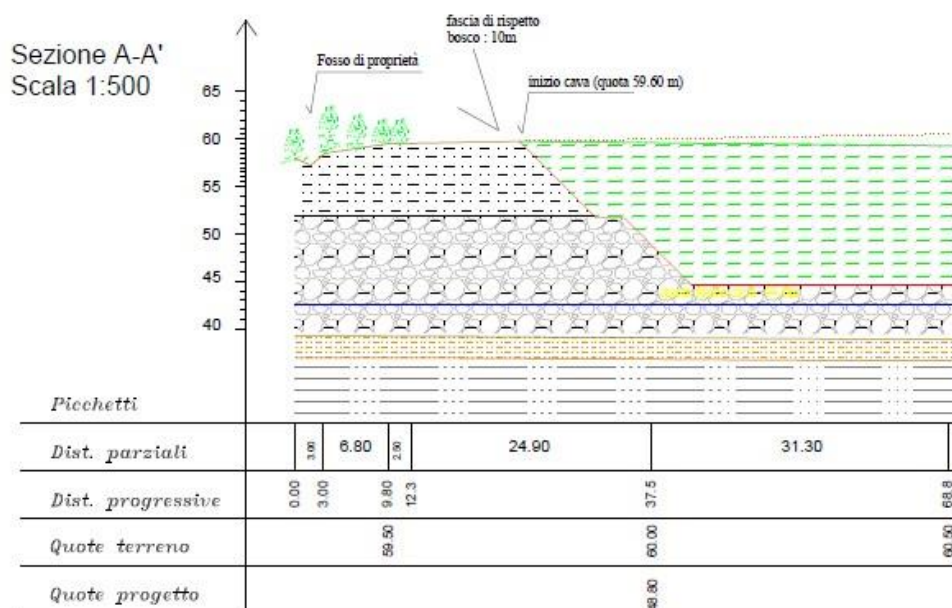 Sezione A-A'
Scala 1:500
Fosso di proprietà
fascia di rispetto
bosco : 10m
inizio cava (quota 59.60 m)
65
60
55
50
45
40
Picchetti
Dist. parziali 3.00 6.80 2.50 24.90 31.30
Dist. progressive 0.00 3.00 9.80 12.3 37.5 68.8
Quote terreno 59.50 60.00 60.50
Quote progetto 48.80